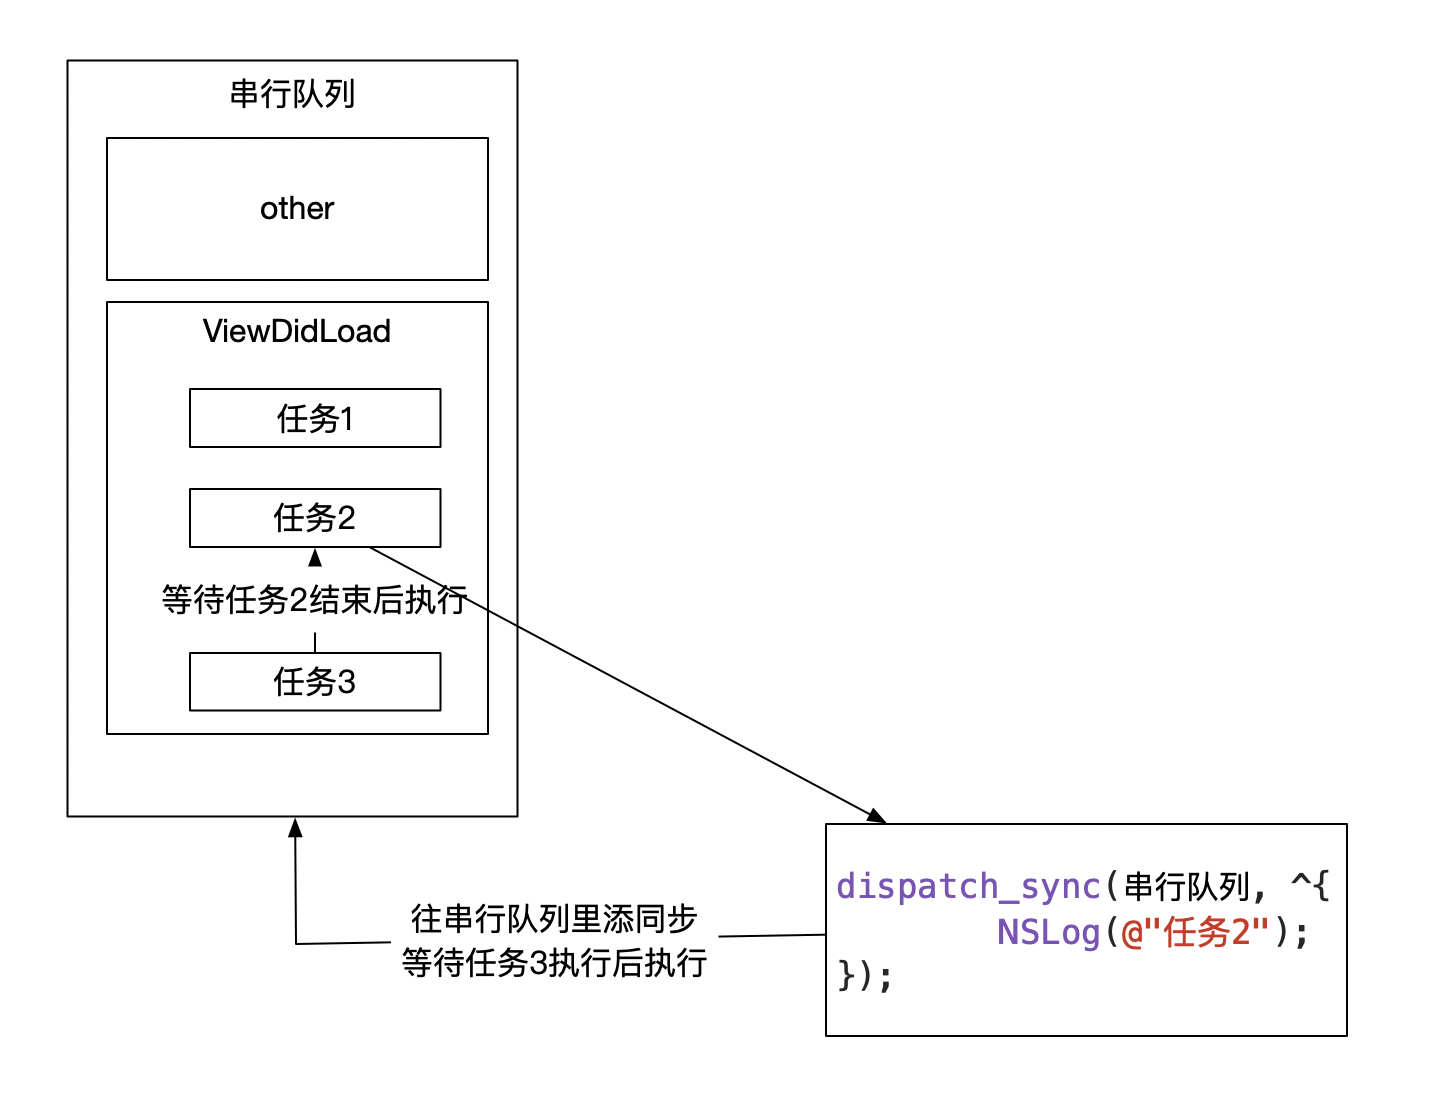 串行队列
other
ViewDidLoad
任务1
任务2
等待任务2结束后执行
任务3
往串行队列里添同步
等待任务3执行后执行
dispatch_sync(串行队列, ^{
NSLog(@"任务2");
});